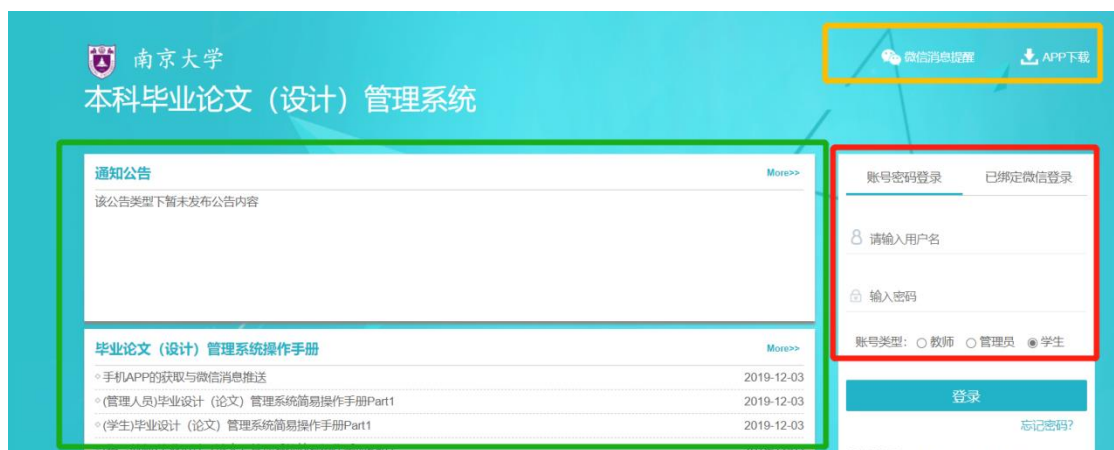 南京大学
本科毕业论文（设计）管理系统
微信消息提醒
APP下载
通知公告
More>>
该公告类型下暂未发布公告内容
毕业论文（设计）管理系统操作手册
More>>
手机APP的获取与微信消息推送 2019-12-03
(管理人员)毕业设计（论文）管理系统简易操作手册Part1 2019-12-03
(学生)毕业设计（论文）管理系统简易操作手册Part1 2019-12-03
账号密码登录 已绑定微信登录
请输入用户名
输入密码
账号类型： 教师 管理员 学生
登录
忘记密码?